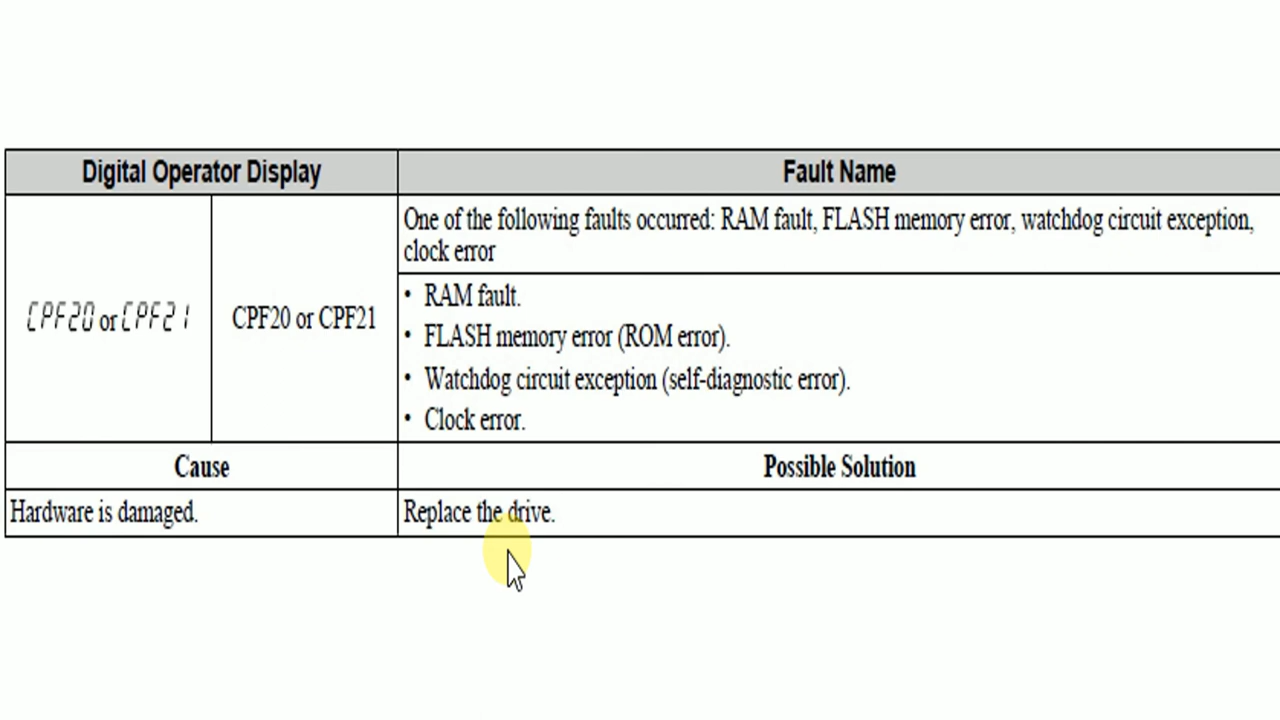 Digital Operator Display
Fault Name
CPF20 or CPF21
CPF20 or CPF21
One of the following faults occurred: RAM fault, FLASH memory error, watchdog circuit exception,
clock error
• RAM fault.
• FLASH memory error (ROM error).
• Watchdog circuit exception (self-diagnostic error).
• Clock error.
Cause
Possible Solution
Hardware is damaged.
Replace the drive.